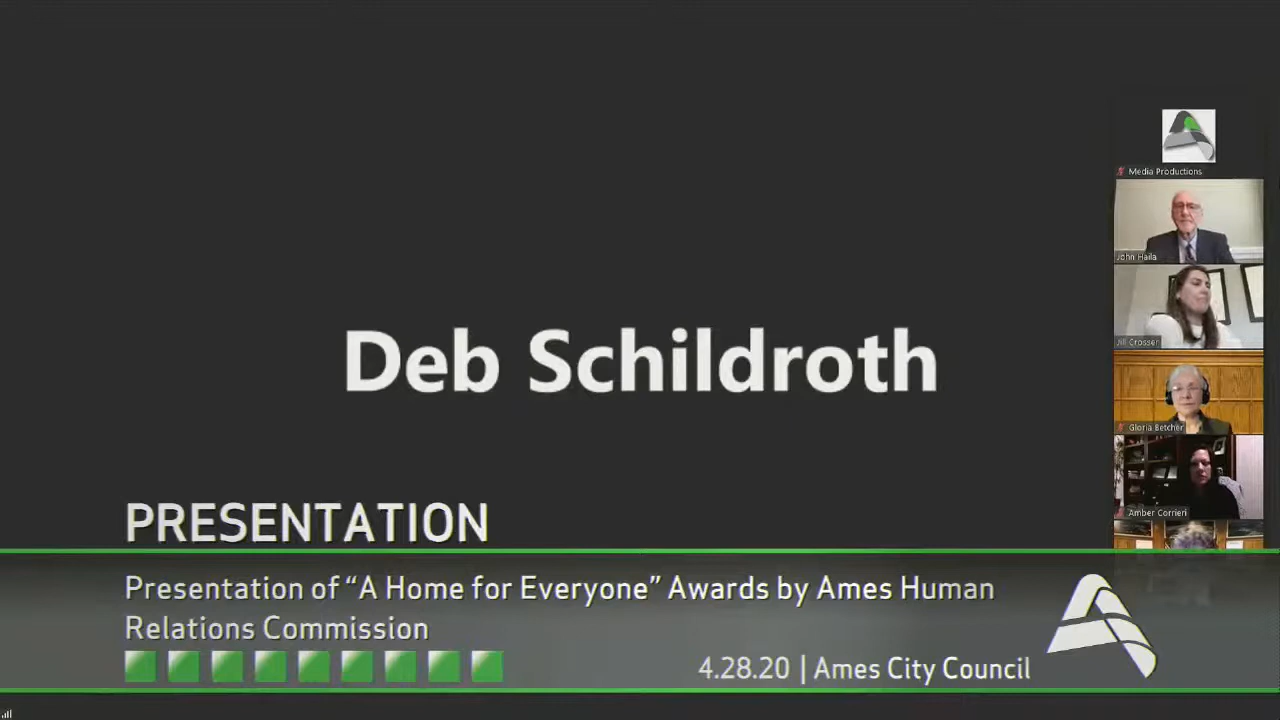 Media Productions
John Haila
Jill Crosser
Gloria Betcher
Amber Corrieri
Deb Schildroth
PRESENTATION
Presentation of “A Home for Everyone” Awards by Ames Human
Relations Commission
4.28.20 | Ames City Council